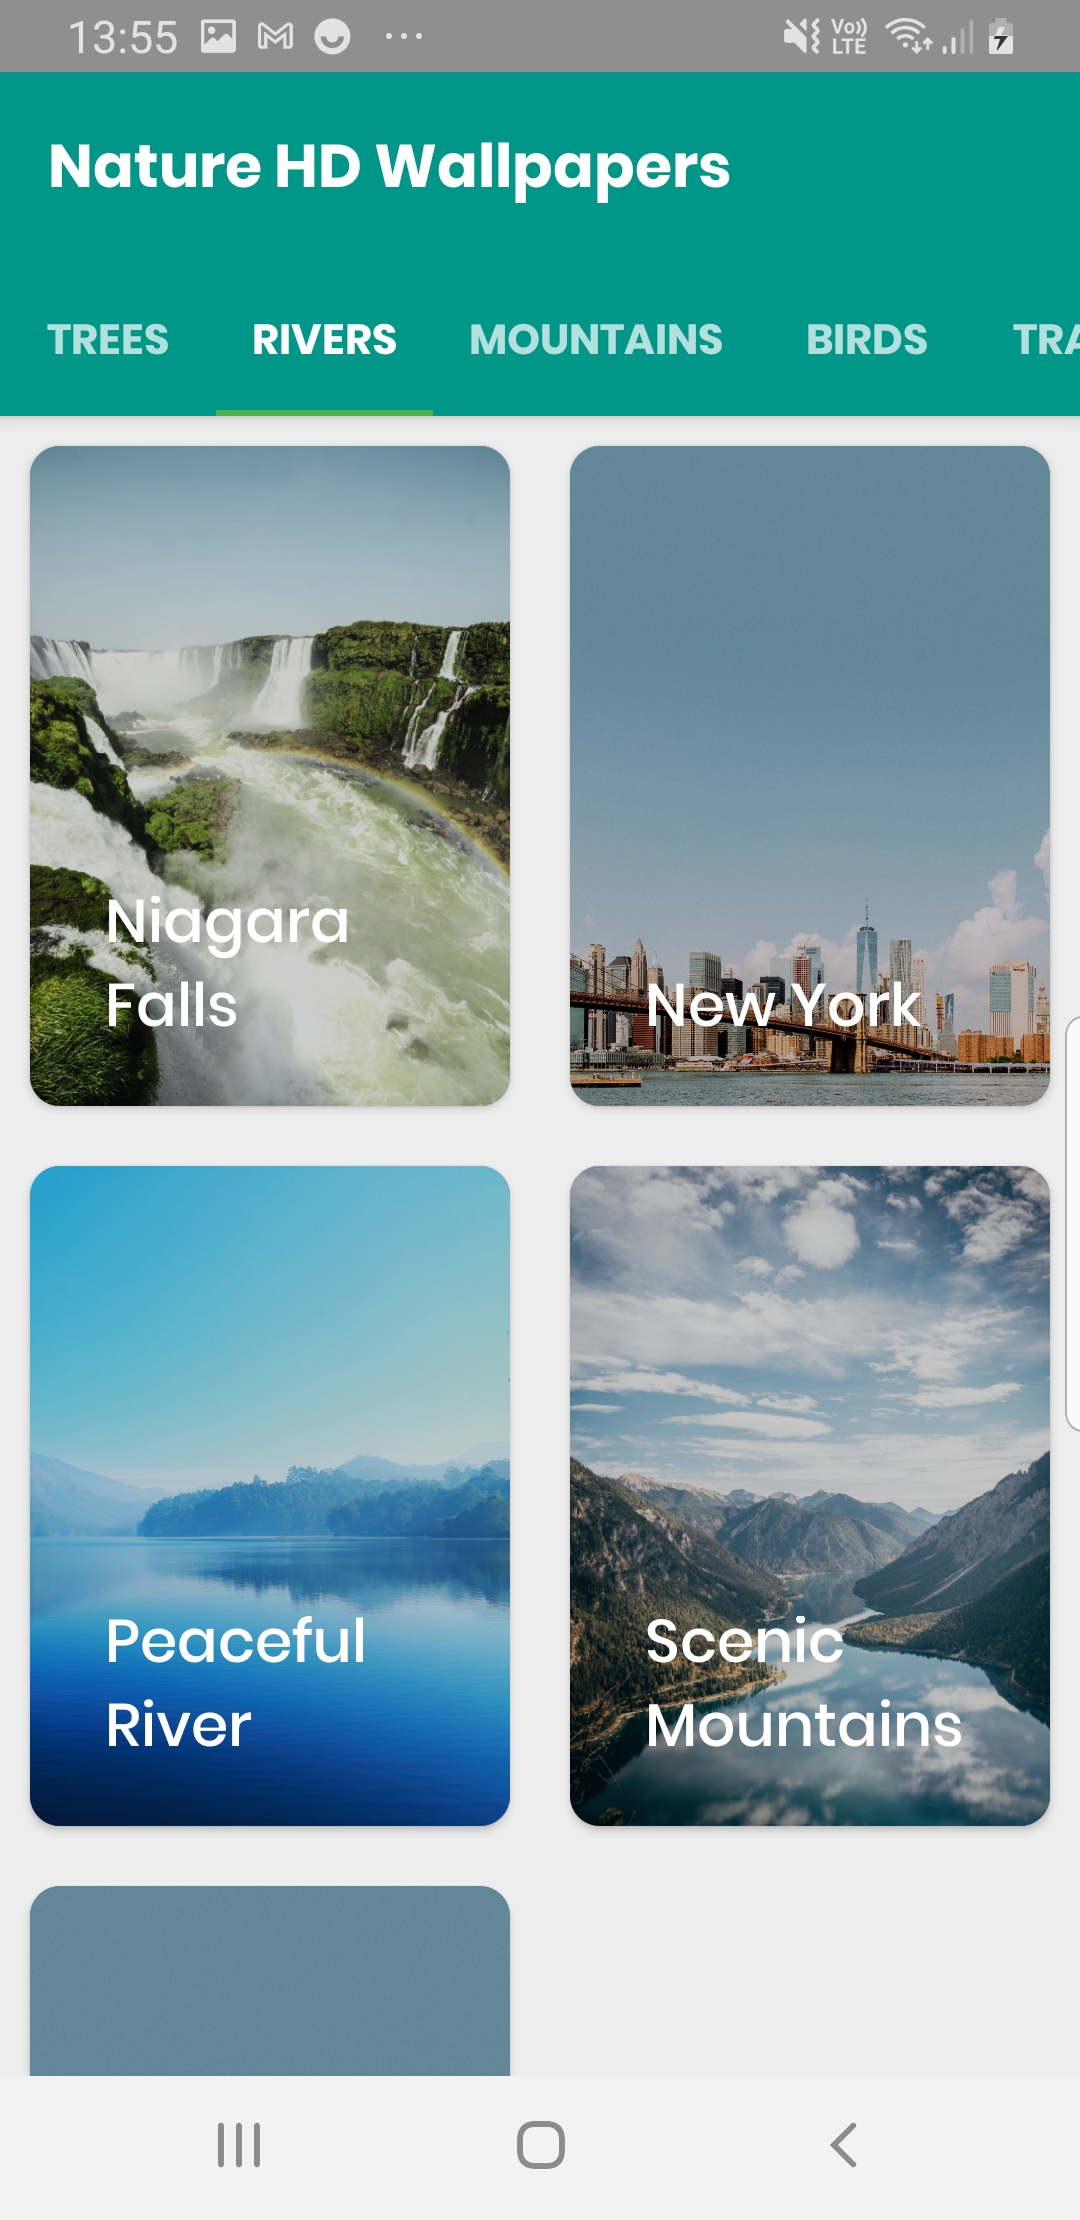 13:55
Vo))
LTE
Nature HD Wallpapers
TREES RIVERS MOUNTAINS BIRDS TRA
Niagara
Falls
New York
Peaceful
River
Scenic
Mountains